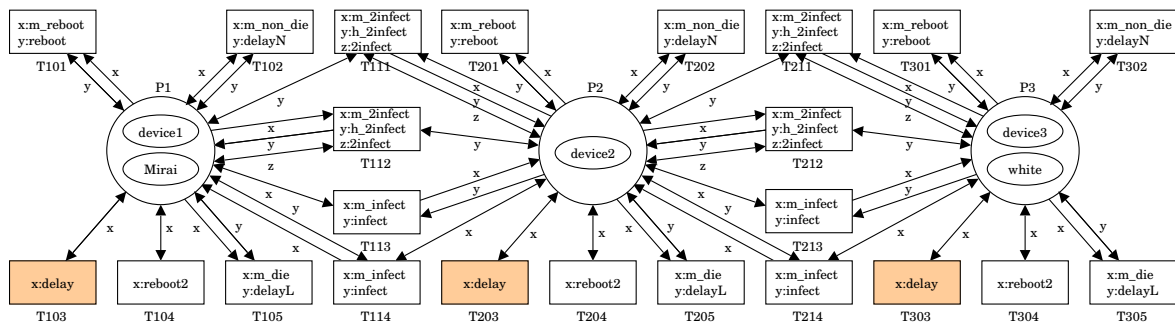 x:m_reboot
y:reboot
T101
x:m_non_die
y:delayN
T102
x:m_2infect
y:h_2infect
z:2infect
T111
x:m_reboot
y:reboot
T201
x:m_non_die
y:delayN
T202
x:m_2infect
y:h_2infect
z:2infect
T211
x:m_reboot
y:reboot
T301
x:m_non_die
y:delayN
T302
x
y
x
y
y
x
y
z
x
y
x
y
y
x
y
z
x
y
x
y
P1
device1
Mirai
x
y
z
x:m_2infect
y:h_2infect
z:2infect
T112
y
P2
device2
x
y
z
x:m_2infect
y:h_2infect
z:2infect
T212
y
P3
device3
white
x:m_infect
y:infect
T113
x
y
x:m_infect
y:infect
T213
x
y
x
x
x
y
y
x
x
x
x
x
y
y
x
x
x
x
x
y
x:delay
T103
x:reboot2
T104
x:m_die
y:delayL
T105
x:m_infect
y:infect
T114
x:delay
T203
x:reboot2
T204
x:m_die
y:delayL
T205
x:m_infect
y:infect
T214
x:delay
T303
x:reboot2
T304
x:m_die
y:delayL
T305